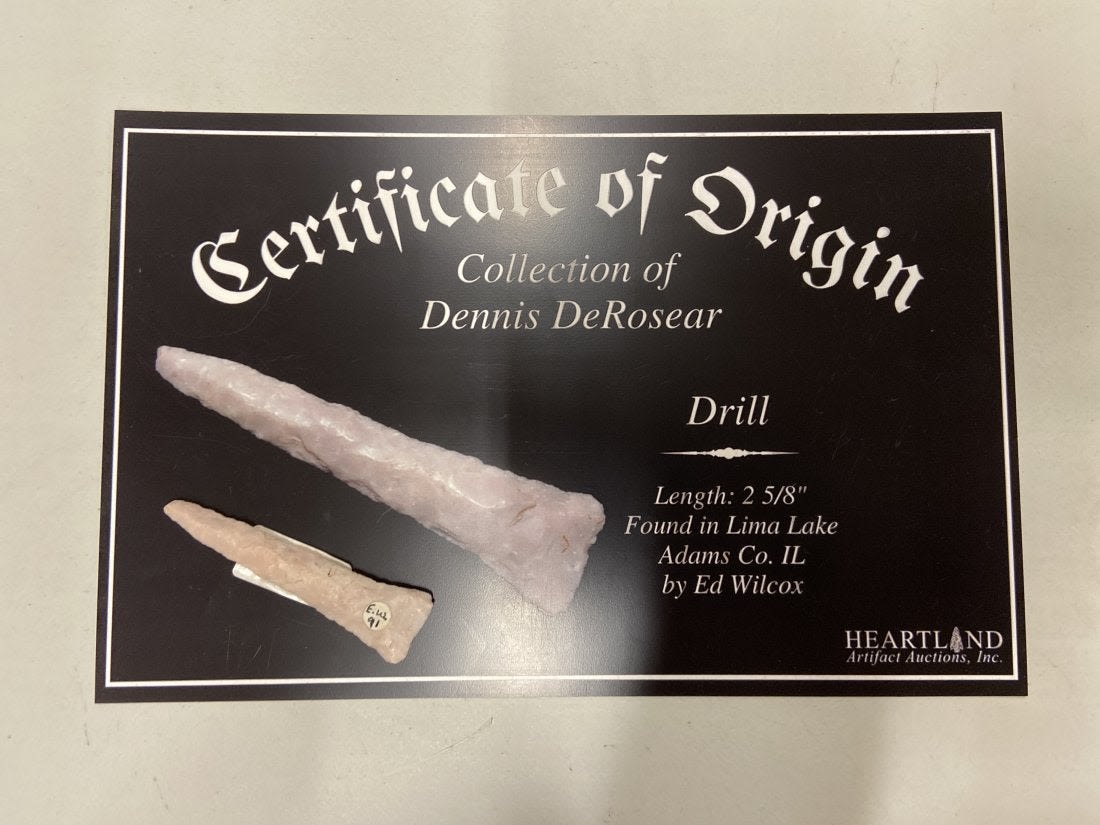 Certificate of Origin
Collection of
Dennis DeRosear
Drill
Length: 2 5/8"
Found in Lima Lake
Adams Co. IL
by Ed Wilcox
E.W.
91
HEARTLAND
Artifact Auctions, Inc.